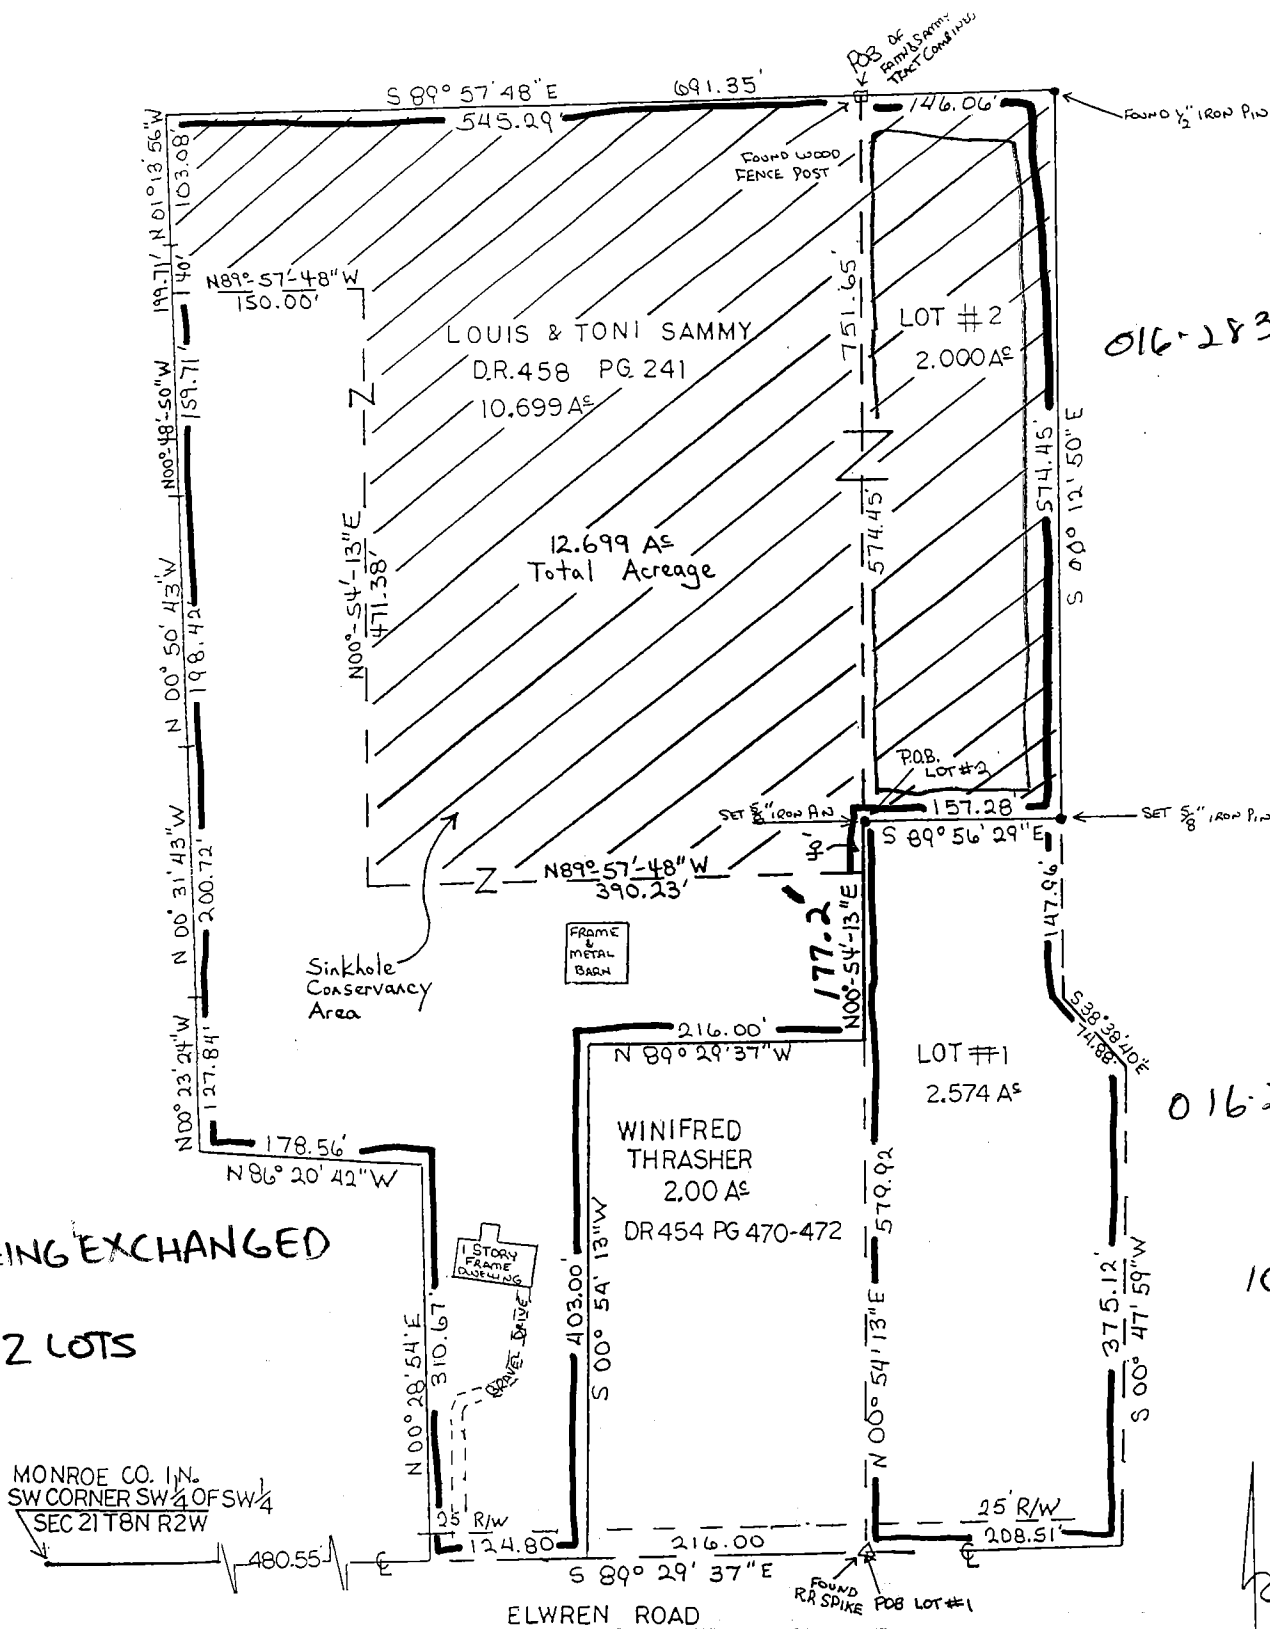 POB OF
FAITH & SAMMY
TRACT COMBINED
S 89° 57' 48" E 691.35'
545.29'
146.06'
FOUND ½" IRON PIN
FOUND WOOD
FENCE POST
N 01° 13' 56" W
103.08'
199.71'
140'
N89°-57'-48" W
150.00'
LOUIS & TONI SAMMY
D.R.458 PG 241
10.699 Ac
751.65'
LOT #2
2.000 Ac
016-283
N00°-48'-50" W
159.71'
Z
N00°-54'-13" E
471.38'
12.699 Ac
Total Acreage
574.45'
574.45'
S 00° 12' 50" E
N 00° 50' 43" W
198.42'
P.O.B.
LOT #2
SET 5/8" IRON PIN
157.28'
S 89° 56' 29" E
SET 5/8" IRON PIN
N89°-57'-48" W
390.23'
Z
N 00° 31' 43" W
200.72'
177.2'
N00°-54'-13" E
147.96'
FRAME
&
METAL
BARN
Sinkhole
Conservancy
Area
S 38° 38' 40" E
74.88'
216.00'
N 89° 29' 37" W
LOT #1
2.574 Ac
016-
N00° 23' 24" W
127.84'
178.56'
N 86° 20' 42" W
WINIFRED
THRASHER
2.00 Ac
DR 454 PG 470-472
579.92
N 00° 54' 13" E
EING EXCHANGED
2 LOTS
1 STORY
FRAME
DWELLING
GRAVEL DRIVE
N 00° 28' 54" E
310.67'
403.00'
S 00° 54' 13" W
375.12'
S 00° 47' 59" W
10
MONROE CO. IN.
SW CORNER SW ¼ OF SW ¼
SEC 21 T8N R2W
480.55'
25' R/W
124.80
216.00
25' R/W
208.51'
S 89° 29' 37" E
FOUND
RR SPIKE
POB LOT #1
ELWREN ROAD